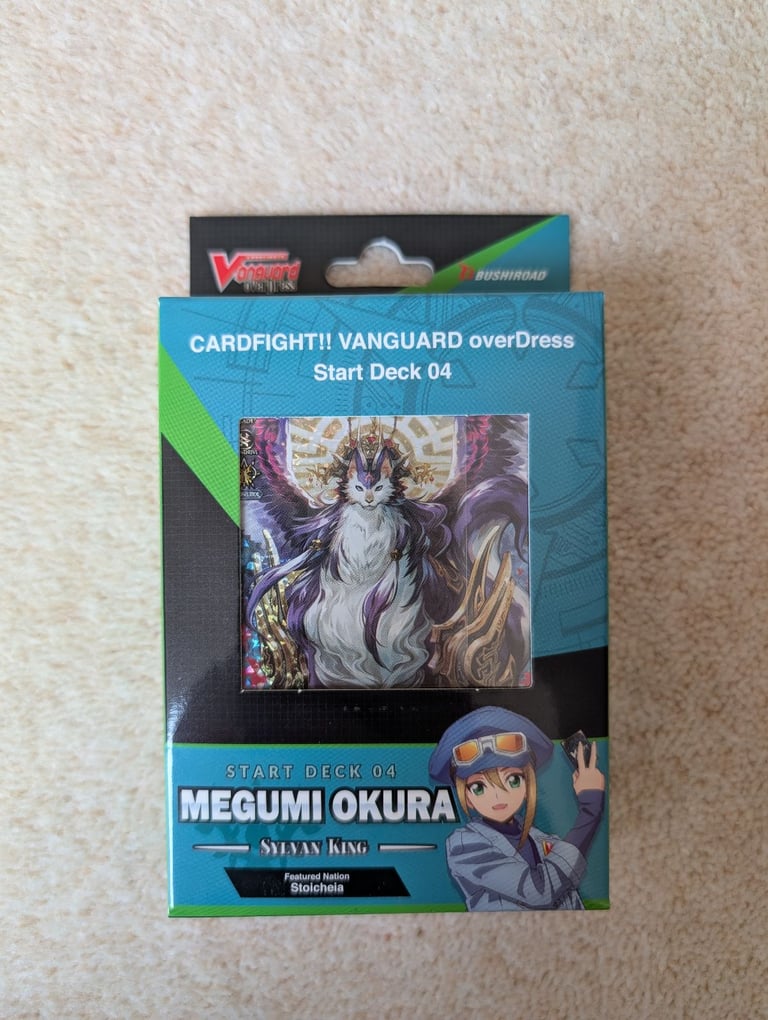 CARDFIGHT!!
Vanguard
OVERDRESS
BUSHIROAD
CARDFIGHT!! VANGUARD overDress
Start Deck 04
START DECK 04
MEGUMI OKURA
SYLVAN KING
Featured Nation
Stoicheia